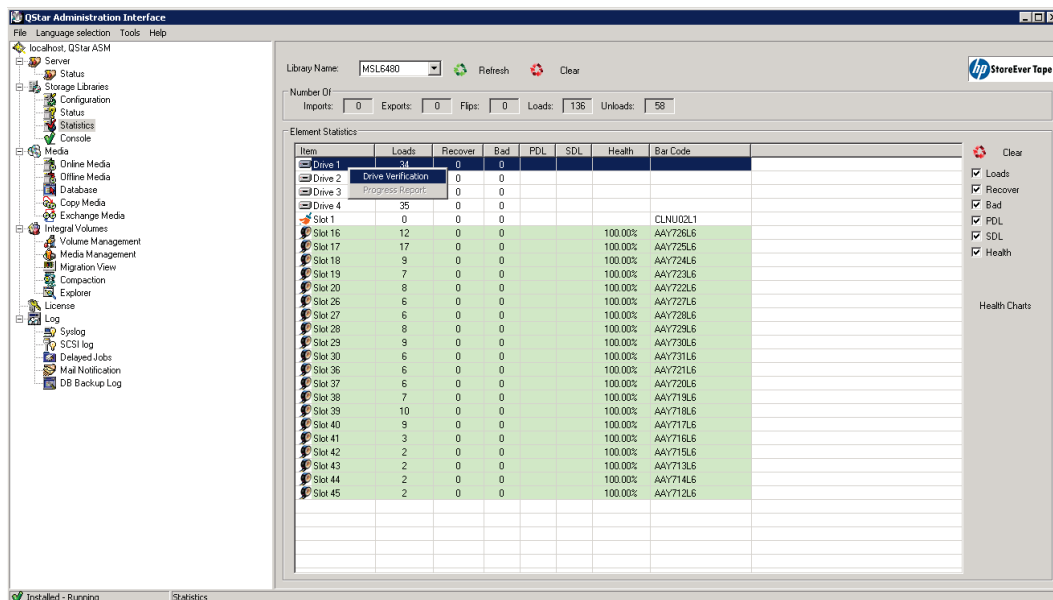 QStar Administration Interface
File Language selection Tools Help
localhost, QStar ASM
Server
Status
Storage Libraries
Configuration
Status
Statistics
Console
Media
Online Media
Offline Media
Database
Copy Media
Exchange Media
Integral Volumes
Volume Management
Media Management
Migration View
Compaction
Explorer
License
Log
Syslog
SCSI log
Delayed Jobs
Mail Notification
DB Backup Log
Library Name: MSL6480 Refresh Clear
hp StoreEver Tape
Number Of
Imports: 0 Exports: 0 Flips: 0 Loads: 136 Unloads: 58
Element Statistics
Item Loads Recover Bad PDL SDL Health Bar Code
Drive 1 34 0 0
Drive 2 0 0
Drive 3 0 0
Drive 4 35 0 0
Drive Verification
Progress Report
Slot 1 0 0 0 CLNU02L1
Slot 16 12 0 0 100.00% AAY726L6
Slot 17 17 0 0 100.00% AAY725L6
Slot 18 9 0 0 100.00% AAY724L6
Slot 19 7 0 0 100.00% AAY723L6
Slot 20 8 0 0 100.00% AAY722L6
Slot 26 6 0 0 100.00% AAY727L6
Slot 27 6 0 0 100.00% AAY728L6
Slot 28 8 0 0 100.00% AAY729L6
Slot 29 9 0 0 100.00% AAY730L6
Slot 30 6 0 0 100.00% AAY731L6
Slot 36 6 0 0 100.00% AAY721L6
Slot 37 6 0 0 100.00% AAY720L6
Slot 38 7 0 0 100.00% AAY719L6
Slot 39 10 0 0 100.00% AAY718L6
Slot 40 9 0 0 100.00% AAY717L6
Slot 41 3 0 0 100.00% AAY716L6
Slot 42 2 0 0 100.00% AAY715L6
Slot 43 2 0 0 100.00% AAY713L6
Slot 44 2 0 0 100.00% AAY714L6
Slot 45 2 0 0 100.00% AAY712L6
Clear
Loads
Recover
Bad
PDL
SDL
Health
Health Charts
Installed - Running Statistics